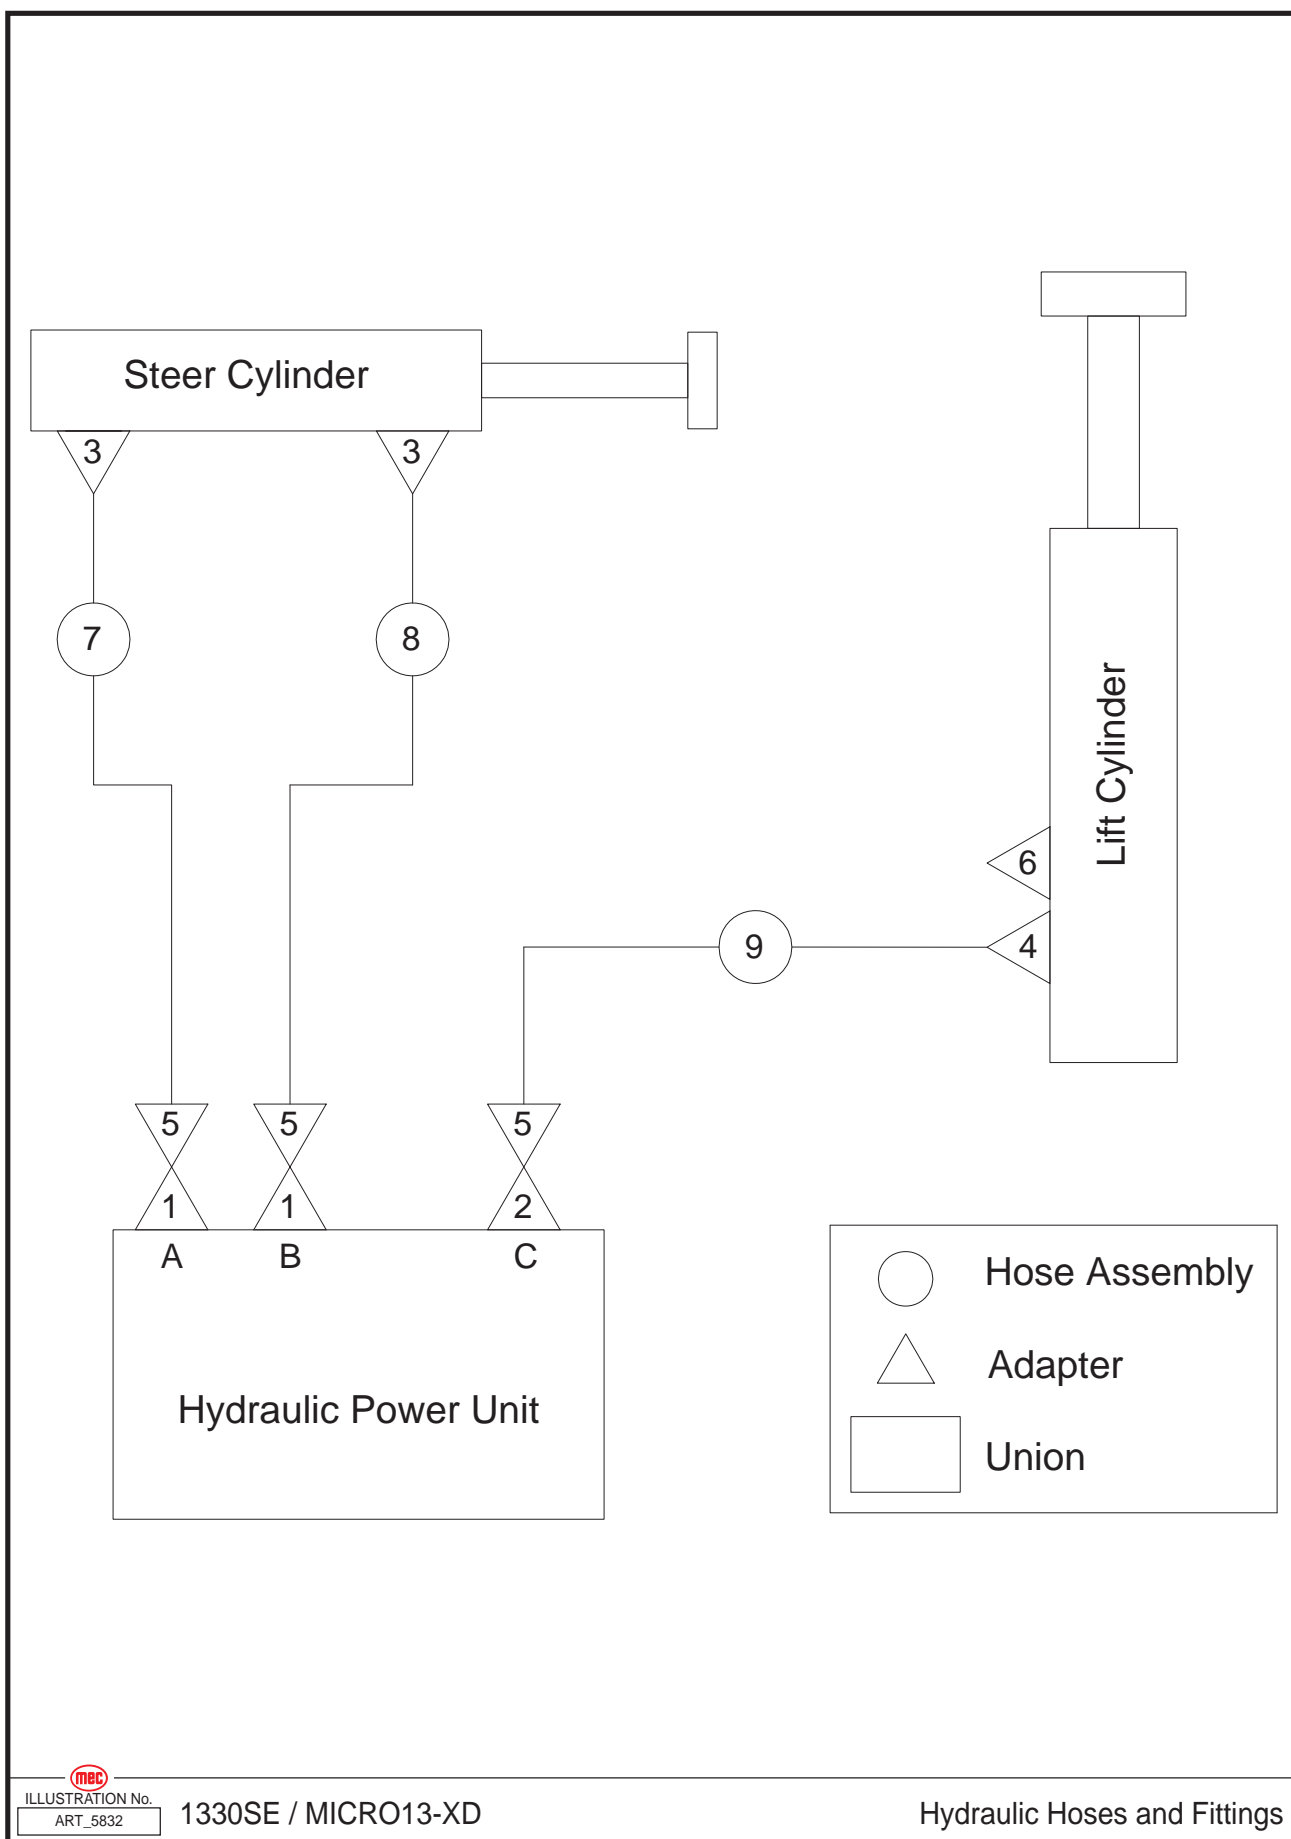 Steer Cylinder
3
3
7
8
Lift Cylinder
6
9
4
5
5
5
1
1
2
A
B
C
Hydraulic Power Unit
Hose Assembly
Adapter
Union
mec
ILLUSTRATION No.
ART_5832
1330SE / MICRO13-XD
Hydraulic Hoses and Fittings